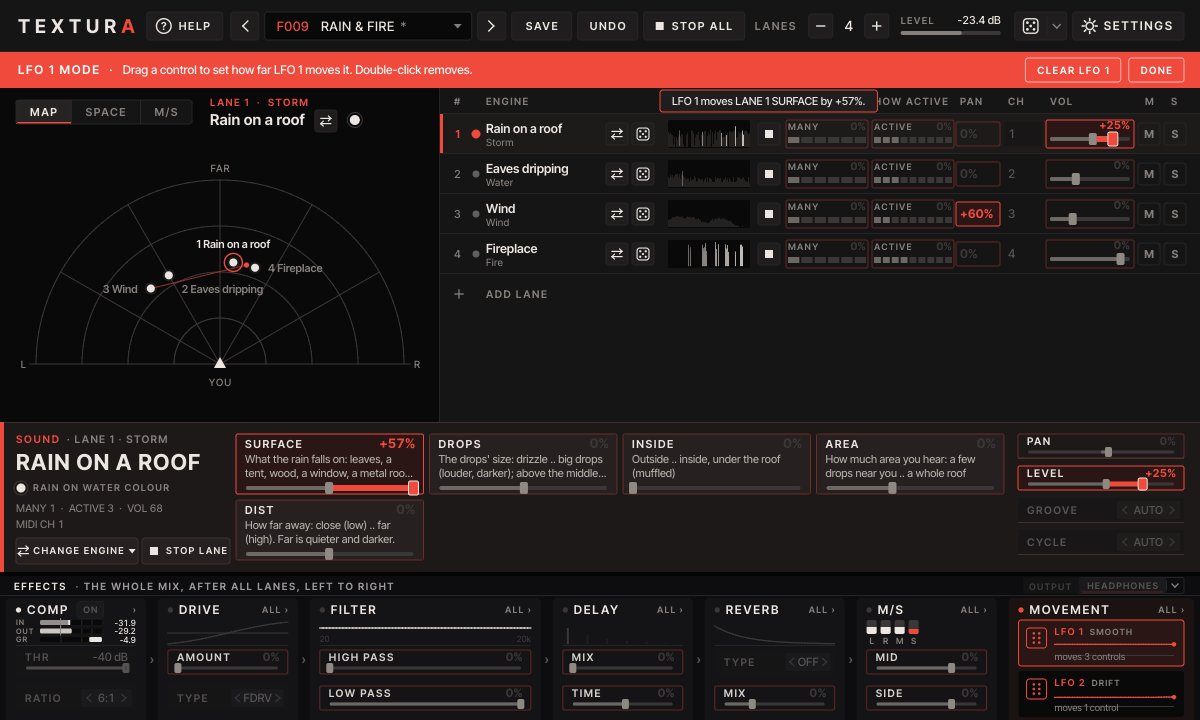 TEXTURA
HELP
F009 RAIN & FIRE *
SAVE
UNDO
STOP ALL
LANES
4
LEVEL -23.4 dB
SETTINGS
LFO 1 MODE · Drag a control to set how far LFO 1 moves it. Double-click removes.
CLEAR LFO 1
DONE
MAP
SPACE
M/S
LANE 1 · STORM
Rain on a roof
FAR
1 Rain on a roof
4 Fireplace
3 Wind
2 Eaves dripping
L
R
YOU
# ENGINE
LFO 1 moves LANE 1 SURFACE by +57%.
HOW ACTIVE PAN CH VOL M S
1 Rain on a roof MANY 0% ACTIVE 0% 0% 1 +25% M S
Storm
2 Eaves dripping MANY 0% ACTIVE 0% 0% 2 0% M S
Water
3 Wind MANY 0% ACTIVE 0% +60% 3 0% M S
Wind
4 Fireplace MANY 0% ACTIVE 0% 0% 4 0% M S
Fire
+ ADD LANE
SOUND · LANE 1 · STORM
RAIN ON A ROOF
RAIN ON WATER COLOUR
MANY 1 · ACTIVE 3 · VOL 68
MIDI CH 1
CHANGE ENGINE
STOP LANE
SURFACE +57%
What the rain falls on: leaves, a
tent, wood, a window, a metal roo...
DROPS 0%
The drops' size: drizzle .. big drops
(louder, darker); above the middle...
INSIDE 0%
Outside .. inside, under the roof
(muffled)
AREA 0%
How much area you hear: a few
drops near you .. a whole roof
DIST 0%
How far away: close (low) .. far
(high). Far is quieter and darker.
PAN 0%
LEVEL +25%
GROOVE AUTO
CYCLE AUTO
EFFECTS · THE WHOLE MIX, AFTER ALL LANES, LEFT TO RIGHT
OUTPUT HEADPHONES
COMP ON ›
IN -31.9
OUT -29.2
GR -4.9
THR -40 dB
RATIO 6:1
DRIVE ALL ›
AMOUNT 0%
TYPE FDRV
FILTER ALL ›
20 20k
HIGH PASS 0%
LOW PASS 0%
DELAY ALL ›
MIX 0%
TIME 0%
REVERB ALL ›
TYPE OFF
MIX 0%
M/S ALL ›
L R M S
MID 0%
SIDE 0%
MOVEMENT ALL ›
LFO 1 SMOOTH
moves 3 controls
LFO 2 DRIFT
moves 1 control